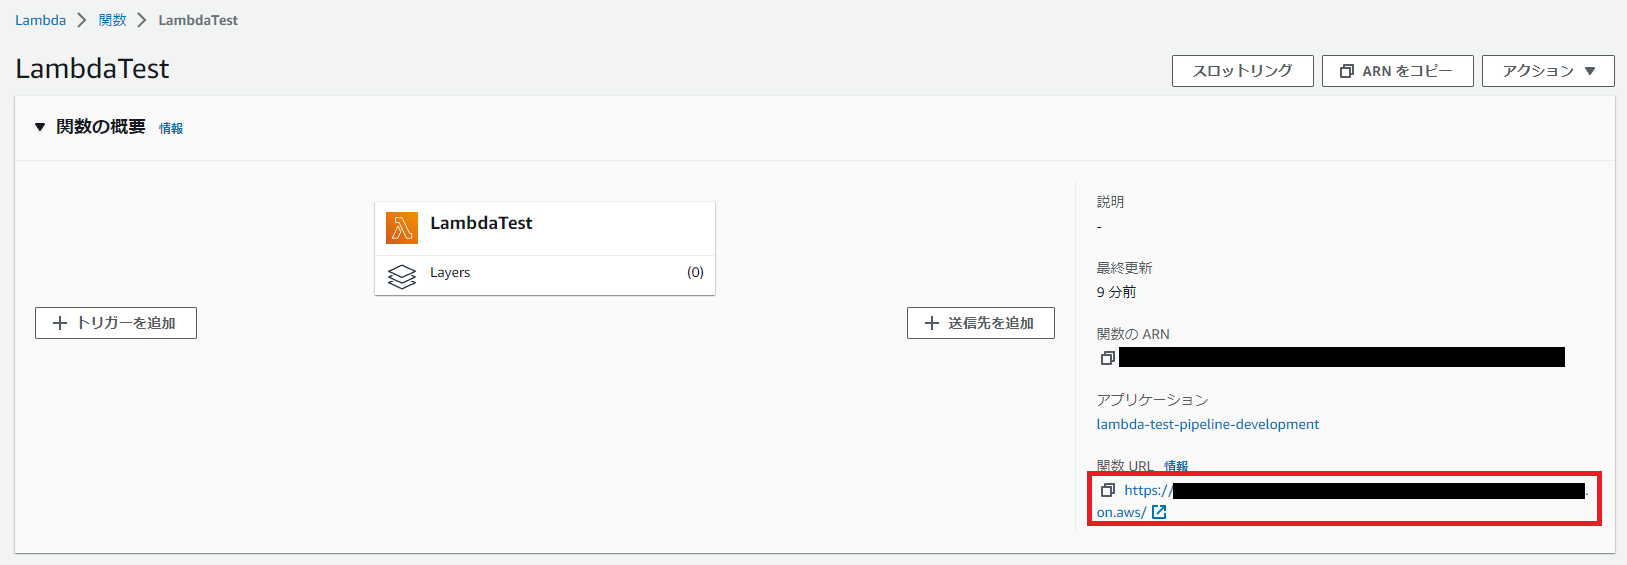 Lambda > 関数 > LambdaTest
LambdaTest
スロットリング
ARN をコピー
アクション ▼
▼ 関数の概要 情報
LambdaTest
Layers (0)
+ トリガーを追加
+ 送信先を追加
説明
-
最終更新
9 分前
関数の ARN
アプリケーション
lambda-test-pipeline-development
関数 URL 情報
https://
.
on.aws/